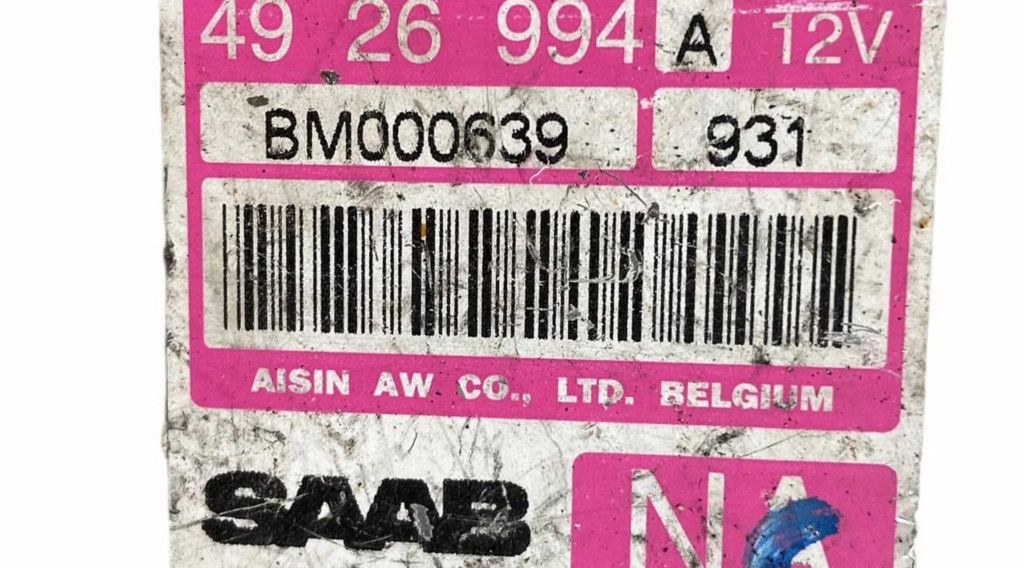 49 26 994 A 12V
BM000639 931
AISIN AW CO., LTD. BELGIUM
SAAB NA